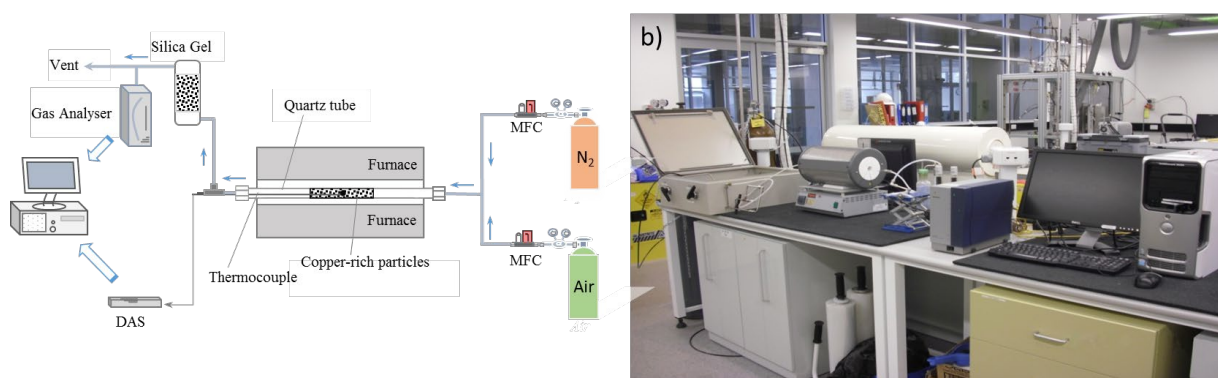 Silica Gel
Vent
Gas Analyser
Quartz tube
Furnace
Furnace
Thermocouple
Copper-rich particles
DAS
MFC
N₂
MFC
Air
b)